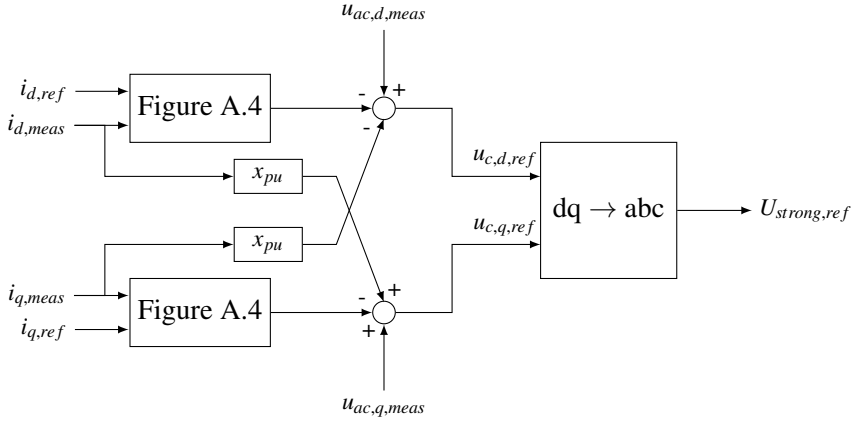 u_{ac,d,meas}
i_{d,ref}
Figure A.4
- +
i_{d,meas}
-
u_{c,d,ref}
x_{pu}
dq → abc
U_{strong,ref}
x_{pu}
u_{c,q,ref}
i_{q,meas}
Figure A.4
- +
i_{q,ref}
+
u_{ac,q,meas}